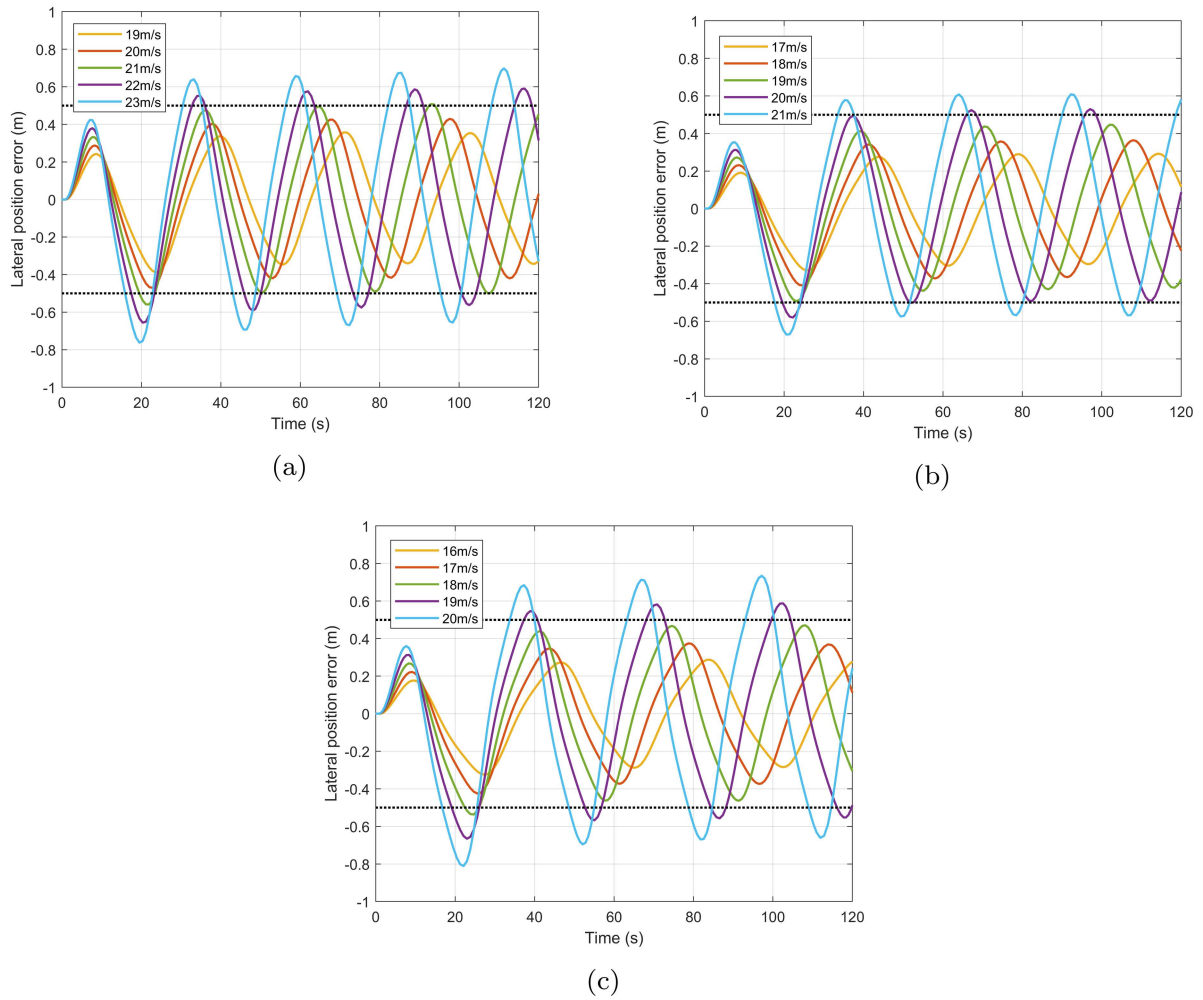 1
0.8
0.6
0.4
0.2
0
-0.2
-0.4
-0.6
-0.8
-1
Lateral position error (m)
19m/s
20m/s
21m/s
22m/s
23m/s
0 20 40 60 80 100 120
Time (s)
(a)
1
0.8
0.6
0.4
0.2
0
-0.2
-0.4
-0.6
-0.8
-1
Lateral position error (m)
17m/s
18m/s
19m/s
20m/s
21m/s
0 20 40 60 80 100 120
Time (s)
(b)
1
0.8
0.6
0.4
0.2
0
-0.2
-0.4
-0.6
-0.8
-1
Lateral position error (m)
16m/s
17m/s
18m/s
19m/s
20m/s
0 20 40 60 80 100 120
Time (s)
(c)